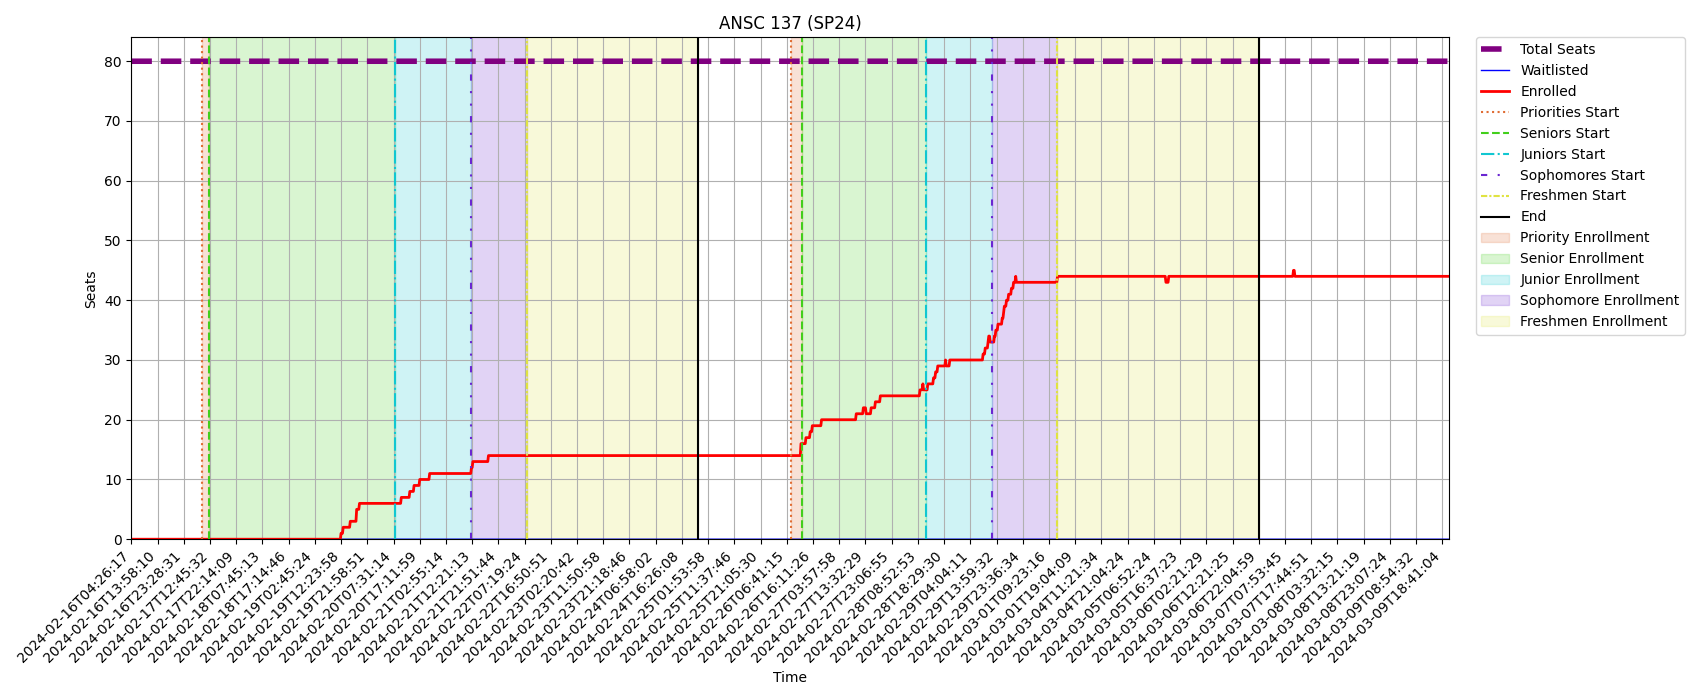 ANSC 137 (SP24)
Seats
80
70
60
50
40
30
20
10
0
2024-02-16T04:26:17
2024-02-16T13:58:10
2024-02-16T23:28:31
2024-02-17T12:45:32
2024-02-17T22:14:09
2024-02-18T07:45:13
2024-02-18T17:14:46
2024-02-19T02:45:24
2024-02-19T12:23:58
2024-02-19T21:58:51
2024-02-20T07:31:14
2024-02-20T17:11:59
2024-02-21T02:55:14
2024-02-21T12:21:13
2024-02-21T21:51:44
2024-02-22T07:19:24
2024-02-22T16:50:51
2024-02-23T02:20:42
2024-02-23T11:50:58
2024-02-23T21:18:46
2024-02-24T06:58:02
2024-02-24T16:26:08
2024-02-25T01:53:58
2024-02-25T11:37:46
2024-02-25T21:05:30
2024-02-26T06:41:15
2024-02-26T16:11:26
2024-02-27T03:57:58
2024-02-27T13:32:29
2024-02-27T23:06:55
2024-02-28T08:52:53
2024-02-28T18:29:30
2024-02-29T04:04:11
2024-02-29T13:59:32
2024-02-29T23:36:34
2024-03-01T09:23:16
2024-03-01T19:04:09
2024-03-04T11:21:34
2024-03-04T21:04:24
2024-03-05T06:52:24
2024-03-05T16:37:23
2024-03-06T02:21:29
2024-03-06T12:21:25
2024-03-06T22:04:59
2024-03-07T07:53:45
2024-03-07T17:44:51
2024-03-08T03:32:15
2024-03-08T13:21:19
2024-03-08T23:07:24
2024-03-09T08:54:32
2024-03-09T18:41:04
Time
Total Seats
Waitlisted
Enrolled
Priorities Start
Seniors Start
Juniors Start
Sophomores Start
Freshmen Start
End
Priority Enrollment
Senior Enrollment
Junior Enrollment
Sophomore Enrollment
Freshmen Enrollment